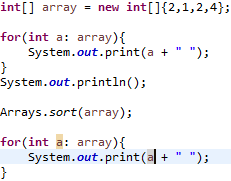 int[] array = new int[]{2,1,2,4};
for(int a: array){
System.out.print(a + " ");
}
System.out.println();
Arrays.sort(array);
for(int a: array){
System.out.print(a + " ");
}